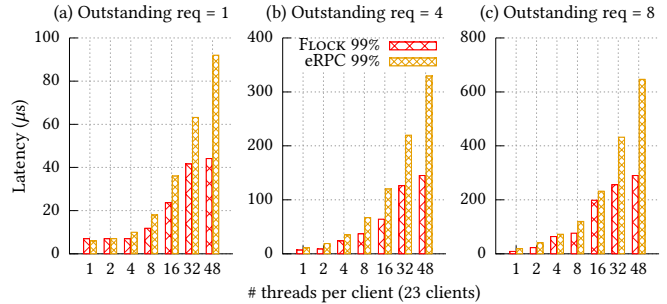 (a) Outstanding req = 1
(b) Outstanding req = 4
(c) Outstanding req = 8
Latency (µs)
100
80
60
40
20
0
1 2 4 8 16 32 48
400
300
200
100
0
FLOCK 99%
eRPC 99%
1 2 4 8 16 32 48
800
600
400
200
0
1 2 4 8 16 32 48
# threads per client (23 clients)